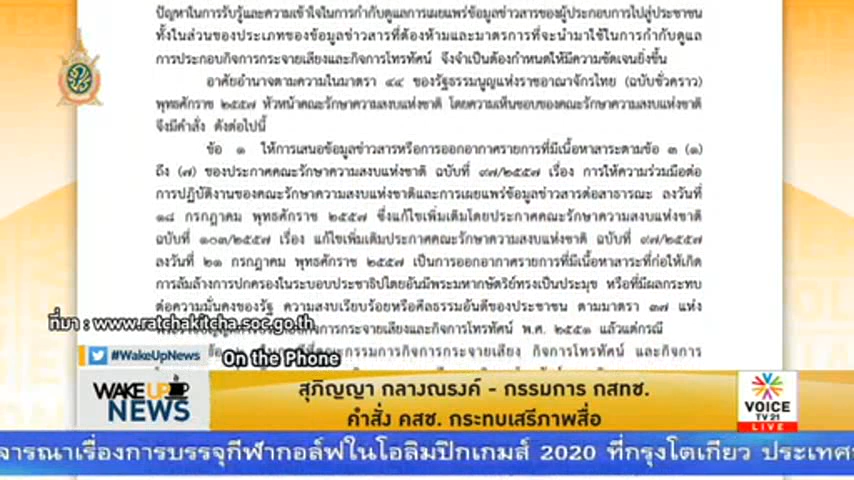 ปัญหาในการรับรู้และความเข้าใจในการกำกับดูแลการเผยแพร่ข้อมูลข่าวสารของผู้ประกอบการไปสู่ประชาชน
ทั้งในส่วนของประเภทของข้อมูลข่าวสารที่ต้องห้ามและมาตรการที่จะนำมาใช้ในการกำกับดูแล
การประกอบกิจการกระจายเสียงและกิจการโทรทัศน์ จึงจำเป็นต้องกำหนดให้มีความชัดเจนยิ่งขึ้น
อาศัยอำนาจตามความในมาตรา ๔๔ ของรัฐธรรมนูญแห่งราชอาณาจักรไทย (ฉบับชั่วคราว)
พุทธศักราช ๒๕๕๗ หัวหน้าคณะรักษาความสงบแห่งชาติ โดยความเห็นชอบของคณะรักษาความสงบแห่งชาติ
จึงมีคำสั่ง ดังต่อไปนี้
ข้อ ๑ ให้การเสนอข้อมูลข่าวสารหรือการออกอากาศรายการที่มีเนื้อหาสาระตามข้อ ๓ (๑)
ถึง (๗) ของประกาศคณะรักษาความสงบแห่งชาติ ฉบับที่ ๙๗/๒๕๕๗ เรื่อง การให้ความร่วมมือต่อ
การปฏิบัติงานของคณะรักษาความสงบแห่งชาติและการเผยแพร่ข้อมูลข่าวสารต่อสาธารณะ ลงวันที่
๑๘ กรกฎาคม พุทธศักราช ๒๕๕๗ ซึ่งแก้ไขเพิ่มเติมโดยประกาศคณะรักษาความสงบแห่งชาติ
ฉบับที่ ๑๐๓/๒๕๕๗ เรื่อง แก้ไขเพิ่มเติมประกาศคณะรักษาความสงบแห่งชาติ ฉบับที่ ๙๗/๒๕๕๗
ลงวันที่ ๒๑ กรกฎาคม พุทธศักราช ๒๕๕๗ เป็นการออกอากาศรายการที่มีเนื้อหาสาระที่ก่อให้เกิด
การล้มล้างการปกครองในระบอบประชาธิปไตยอันมีพระมหากษัตริย์ทรงเป็นประมุข หรือที่มีผลกระทบ
ต่อความมั่นคงของรัฐ ความสงบเรียบร้อยหรือศีลธรรมอันดีของประชาชน ตามมาตรา ๓๗ แห่ง
ที่มา : www.ratchakitcha.soc.go.th
กิจการกระจายเสียงและกิจการโทรทัศน์ พ.ศ. ๒๕๕๑ แล้วแต่กรณี
#WakeUpNews
On the Phone
กิจการกระจายเสียง กิจการโทรทัศน์ และกิจการ
WAKE UP
NEWS
สุภิญญา กลางณรงค์ - กรรมการ กสทช.
คำสั่ง คสช. กระทบเสรีภาพสื่อ
VOICE
TV 21
LIVE
จารณาเรื่องการบรรจุกีฬากอล์ฟในโอลิมปิกเกมส์ 2020 ที่กรุงโตเกียว ประเทศ